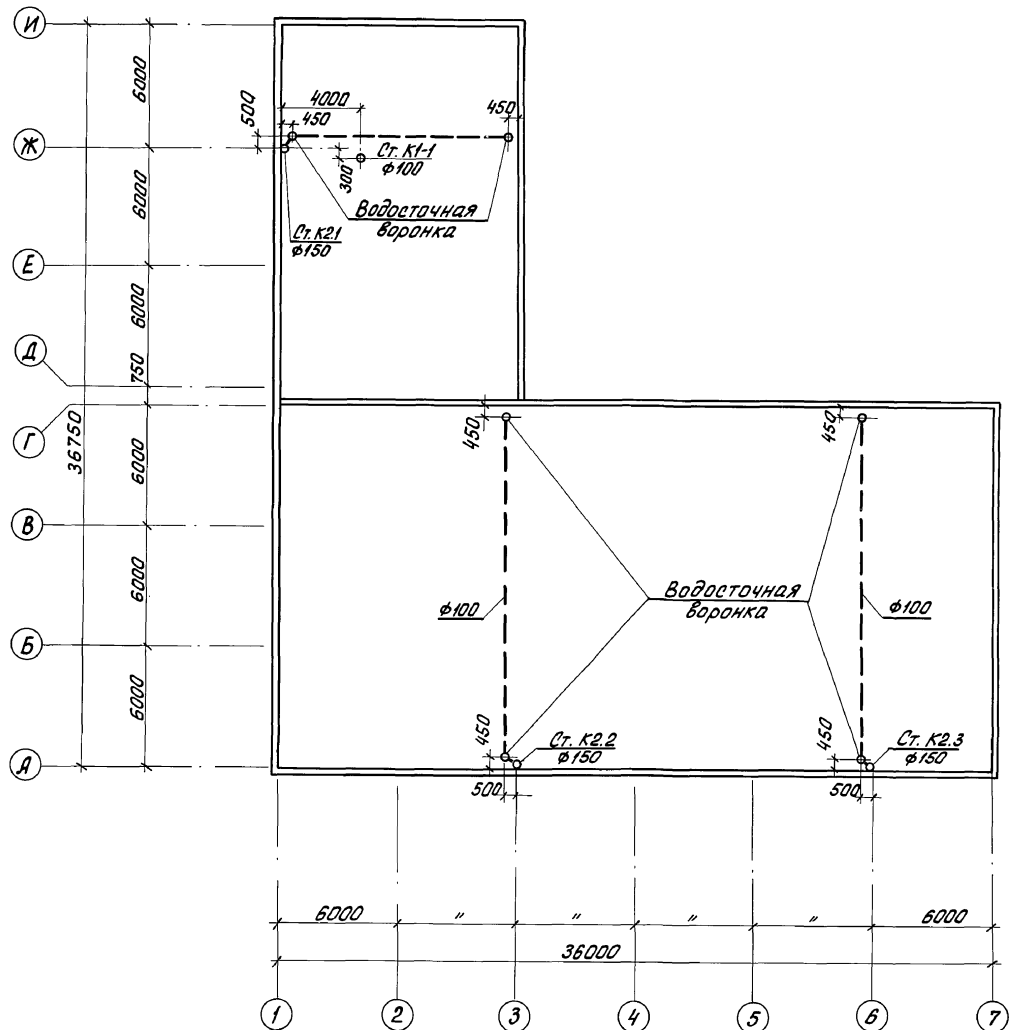 И
6000
500
4000
450
450
Ж
Ст. К1-1
ф100
300
Водосточная
воронка
Ст. К2.1
ф150
6000
Е
6000
Д
750
Г
36750
450
450
6000
В
6000
ф100
Водосточная
воронка
ф100
Б
6000
450
Ст. К2.2
ф150
450
Ст. К2.3
ф150
А
500
500
6000
"
"
"
"
6000
36000
1
2
3
4
5
6
7